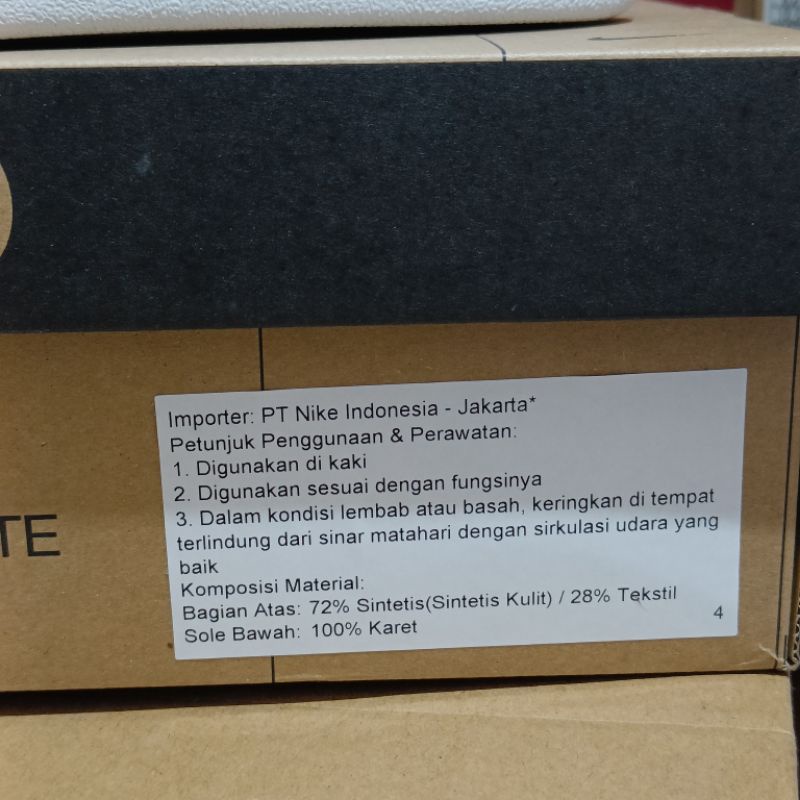 Importer: PT Nike Indonesia - Jakarta*
Petunjuk Penggunaan & Perawatan:
1. Digunakan di kaki
2. Digunakan sesuai dengan fungsinya
3. Dalam kondisi lembab atau basah, keringkan di tempat
terlindung dari sinar matahari dengan sirkulasi udara yang
baik
Komposisi Material:
Bagian Atas: 72% Sintetis(Sintetis Kulit) / 28% Tekstil
Sole Bawah: 100% Karet
4
TE